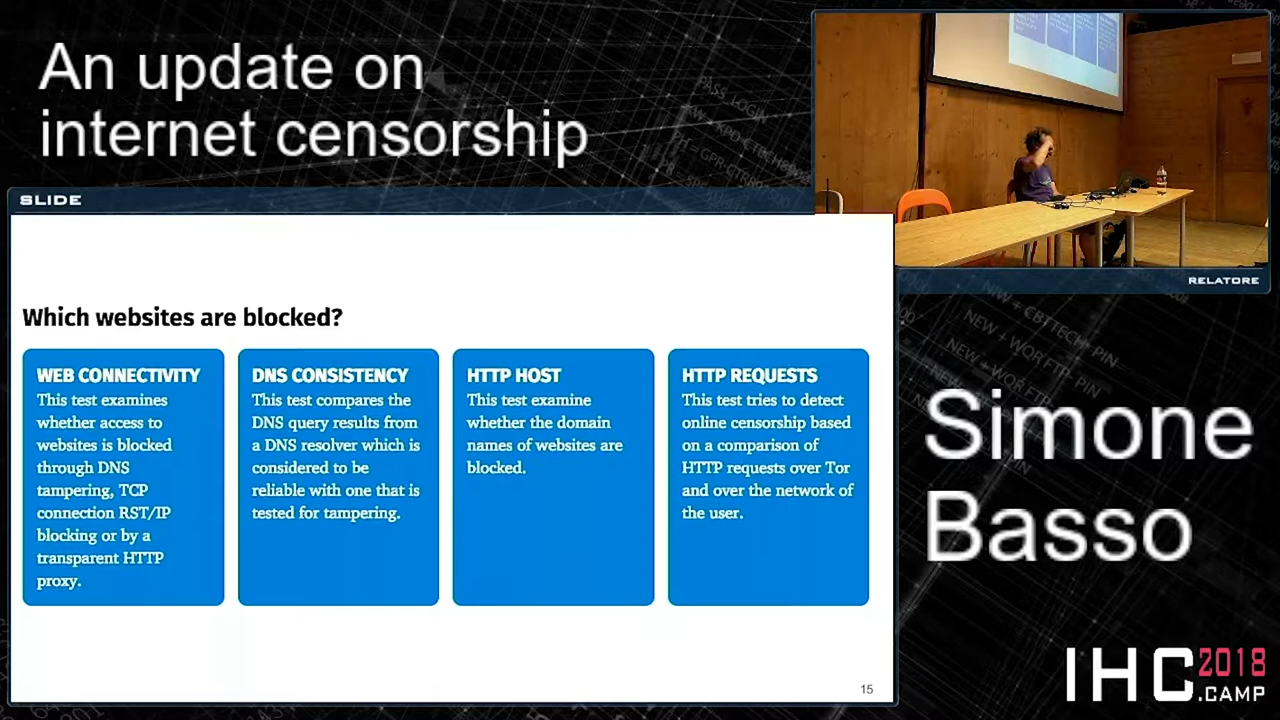 An update on
internet censorship
SLIDE
RELATORE
Which websites are blocked?
WEB CONNECTIVITY
This test examines
whether access to
websites is blocked
through DNS
tampering, TCP
connection RST/IP
blocking or by a
transparent HTTP
proxy.
DNS CONSISTENCY
This test compares the
DNS query results from
a DNS resolver which is
considered to be
reliable with one that is
tested for tampering.
HTTP HOST
This test examine
whether the domain
names of websites are
blocked.
HTTP REQUESTS
This test tries to detect
online censorship based
on a comparison of
HTTP requests over Tor
and over the network of
the user.
15
Simone
Basso
IHC 2018
.CAMP